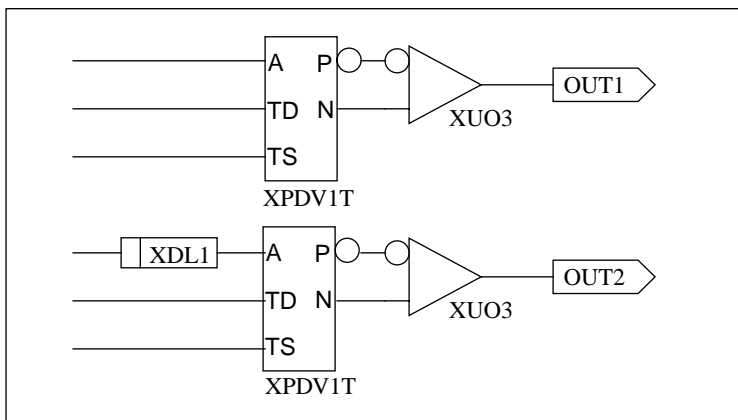 A P
TD N
TS
OUT1
XUO3
XPDV1T
XDL1
A P
TD N
TS
OUT2
XUO3
XPDV1T